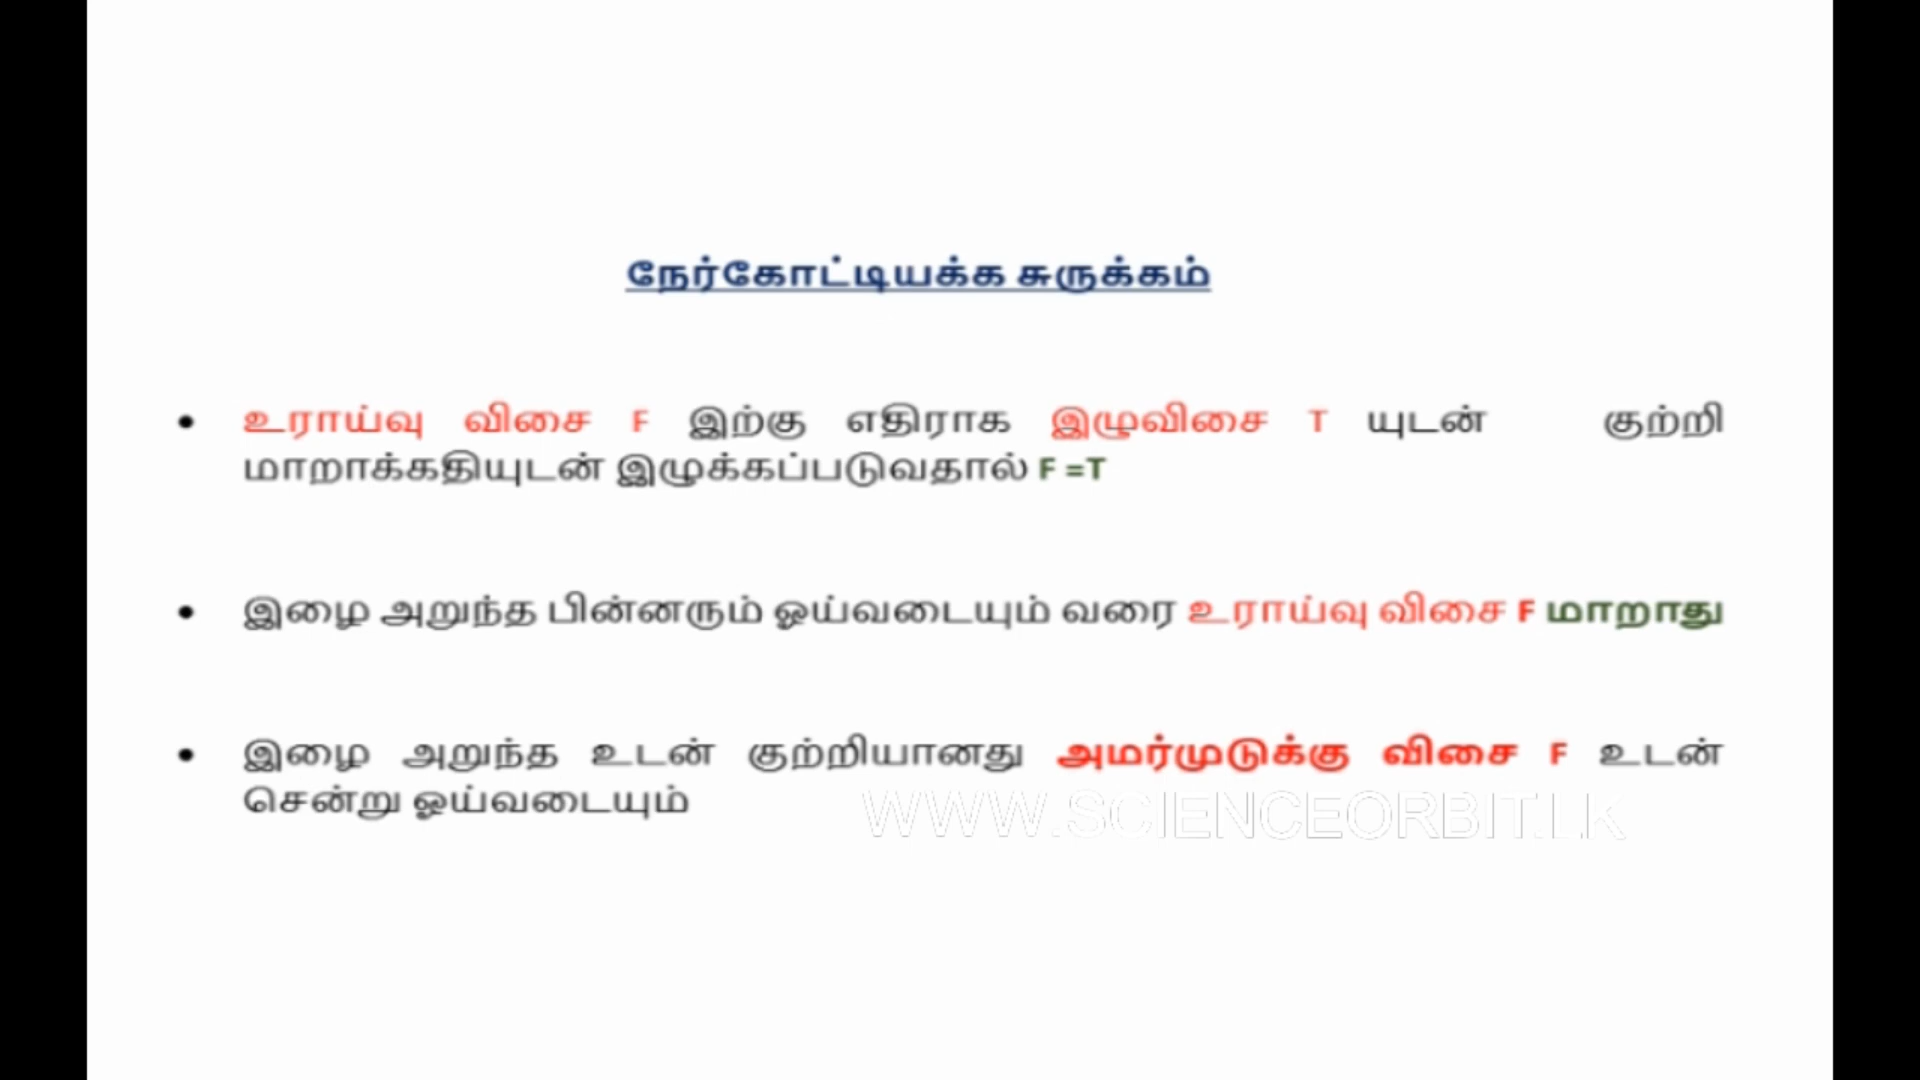 நேர்கோட்டியக்க சுருக்கம்
• உராய்வு விசை F இற்கு எதிராக இழுவிசை T யுடன் குற்றி
மாறாக்கதியுடன் இழுக்கப்படுவதால் F =T
• இழை அறுந்த பின்னரும் ஓய்வடையும் வரை உராய்வு விசை F மாறாது
• இழை அறுந்த உடன் குற்றியானது அமர்முடுக்கு விசை F உடன்
சென்று ஓய்வடையும்
WWW.SCIENCEORBIT.LK